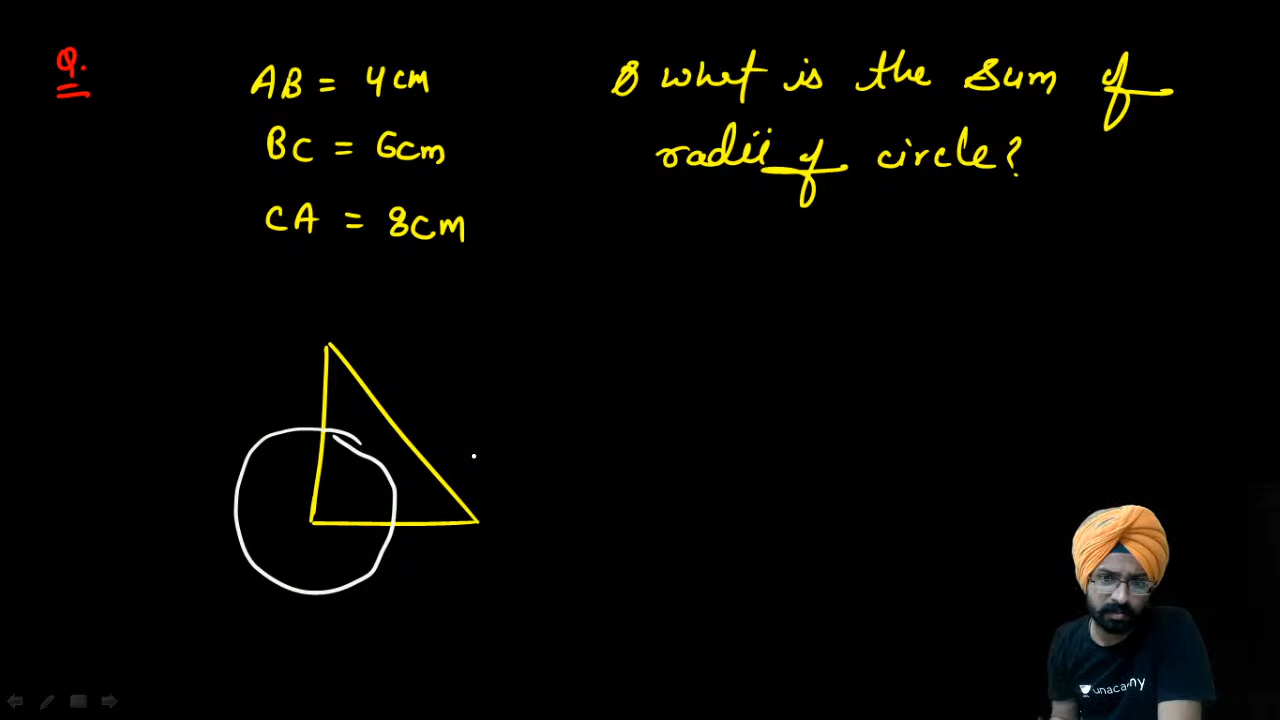 Q.
AB = 4cm
BC = 6cm
CA = 8cm
what is the sum of
radii of circle?
unacademy